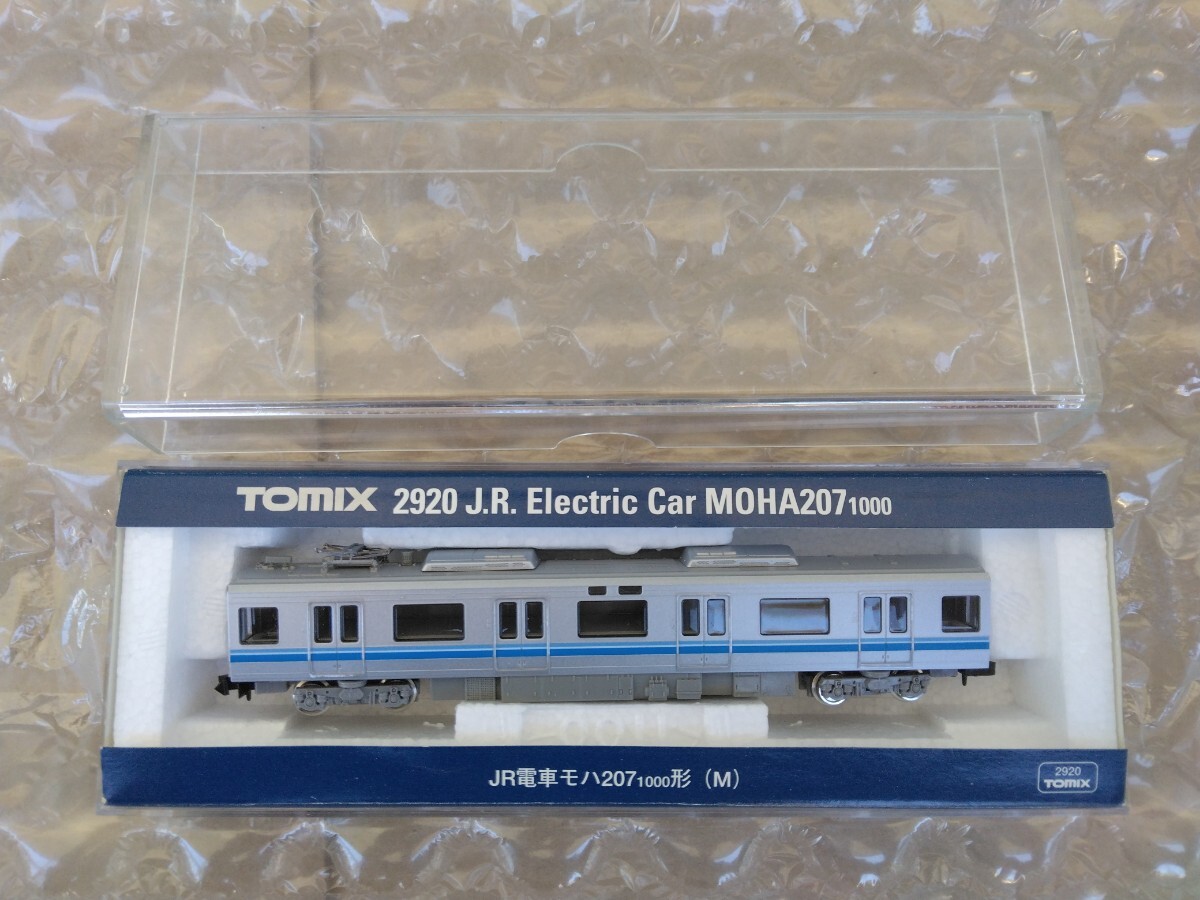 TOMIX 2920 J.R. Electric Car MOHA207 1000
JR電車モハ207 1000形（M）
2920
TOMIX